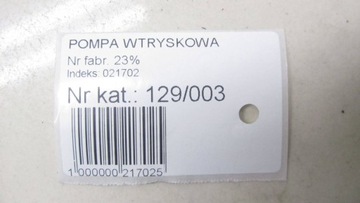 POMPA WTRYSKOWA
Nr fabr. 23%
Indeks: 021702
Nr kat.: 129/003
1 000000 217025